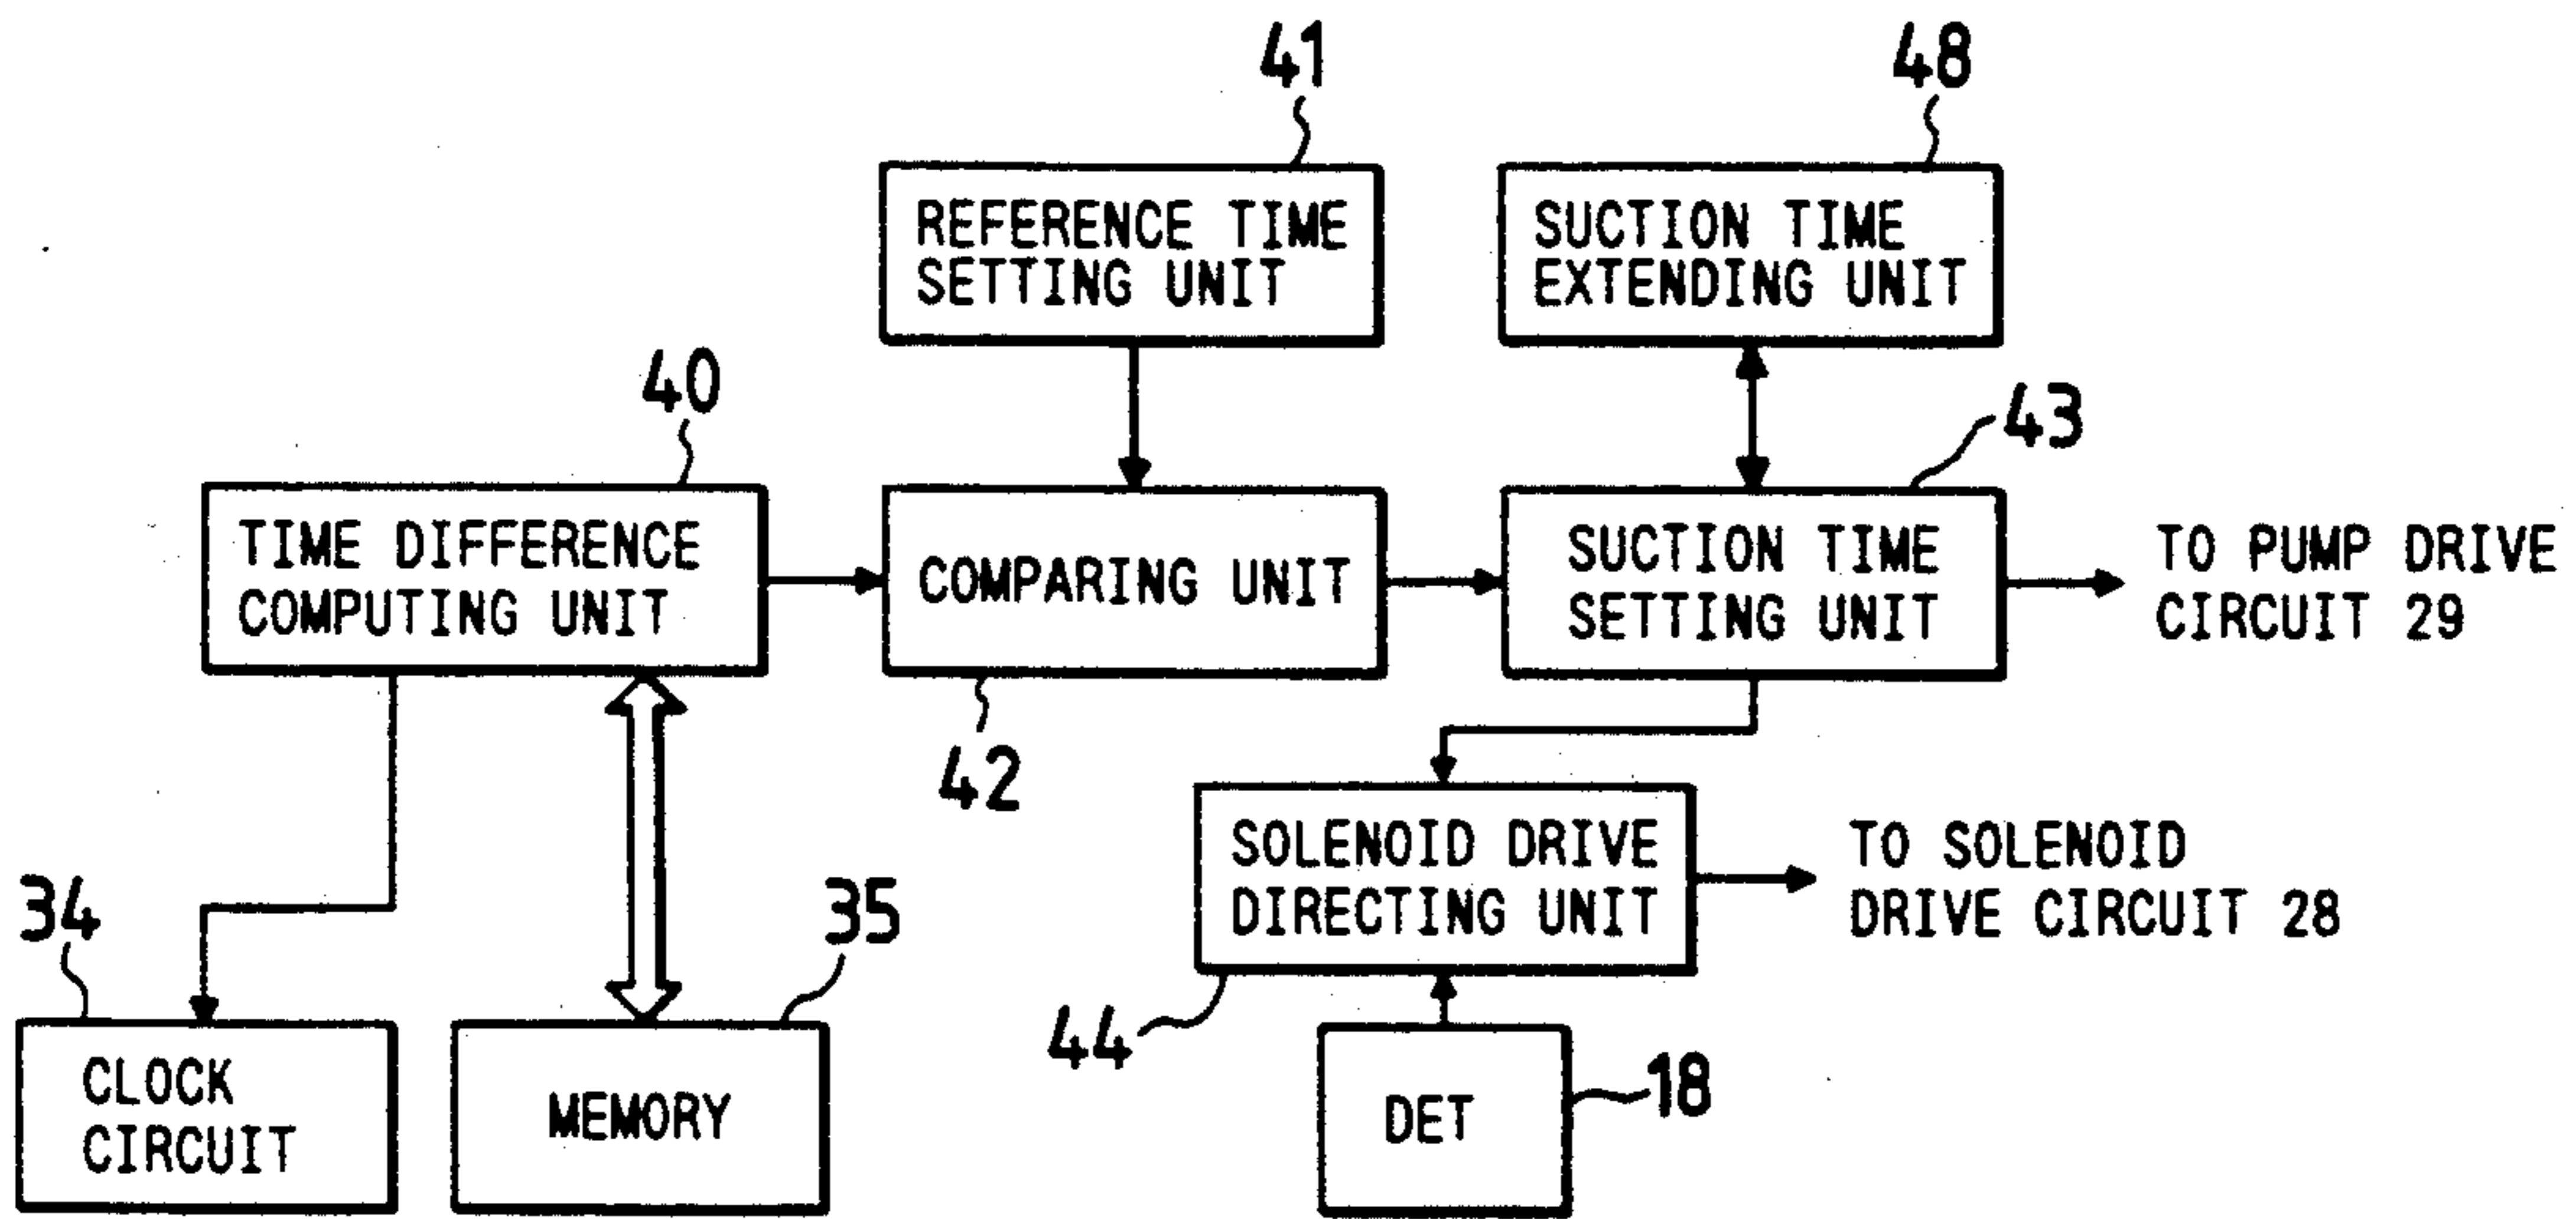 41
48
REFERENCE TIME
SETTING UNIT
SUCTION TIME
EXTENDING UNIT
40
43
TIME DIFFERENCE
COMPUTING UNIT
COMPARING UNIT
SUCTION TIME
SETTING UNIT
TO PUMP DRIVE
CIRCUIT 29
42
SOLENOID DRIVE
DIRECTING UNIT
TO SOLENOID
DRIVE CIRCUIT 28
34
35
44
CLOCK
CIRCUIT
MEMORY
DET
18